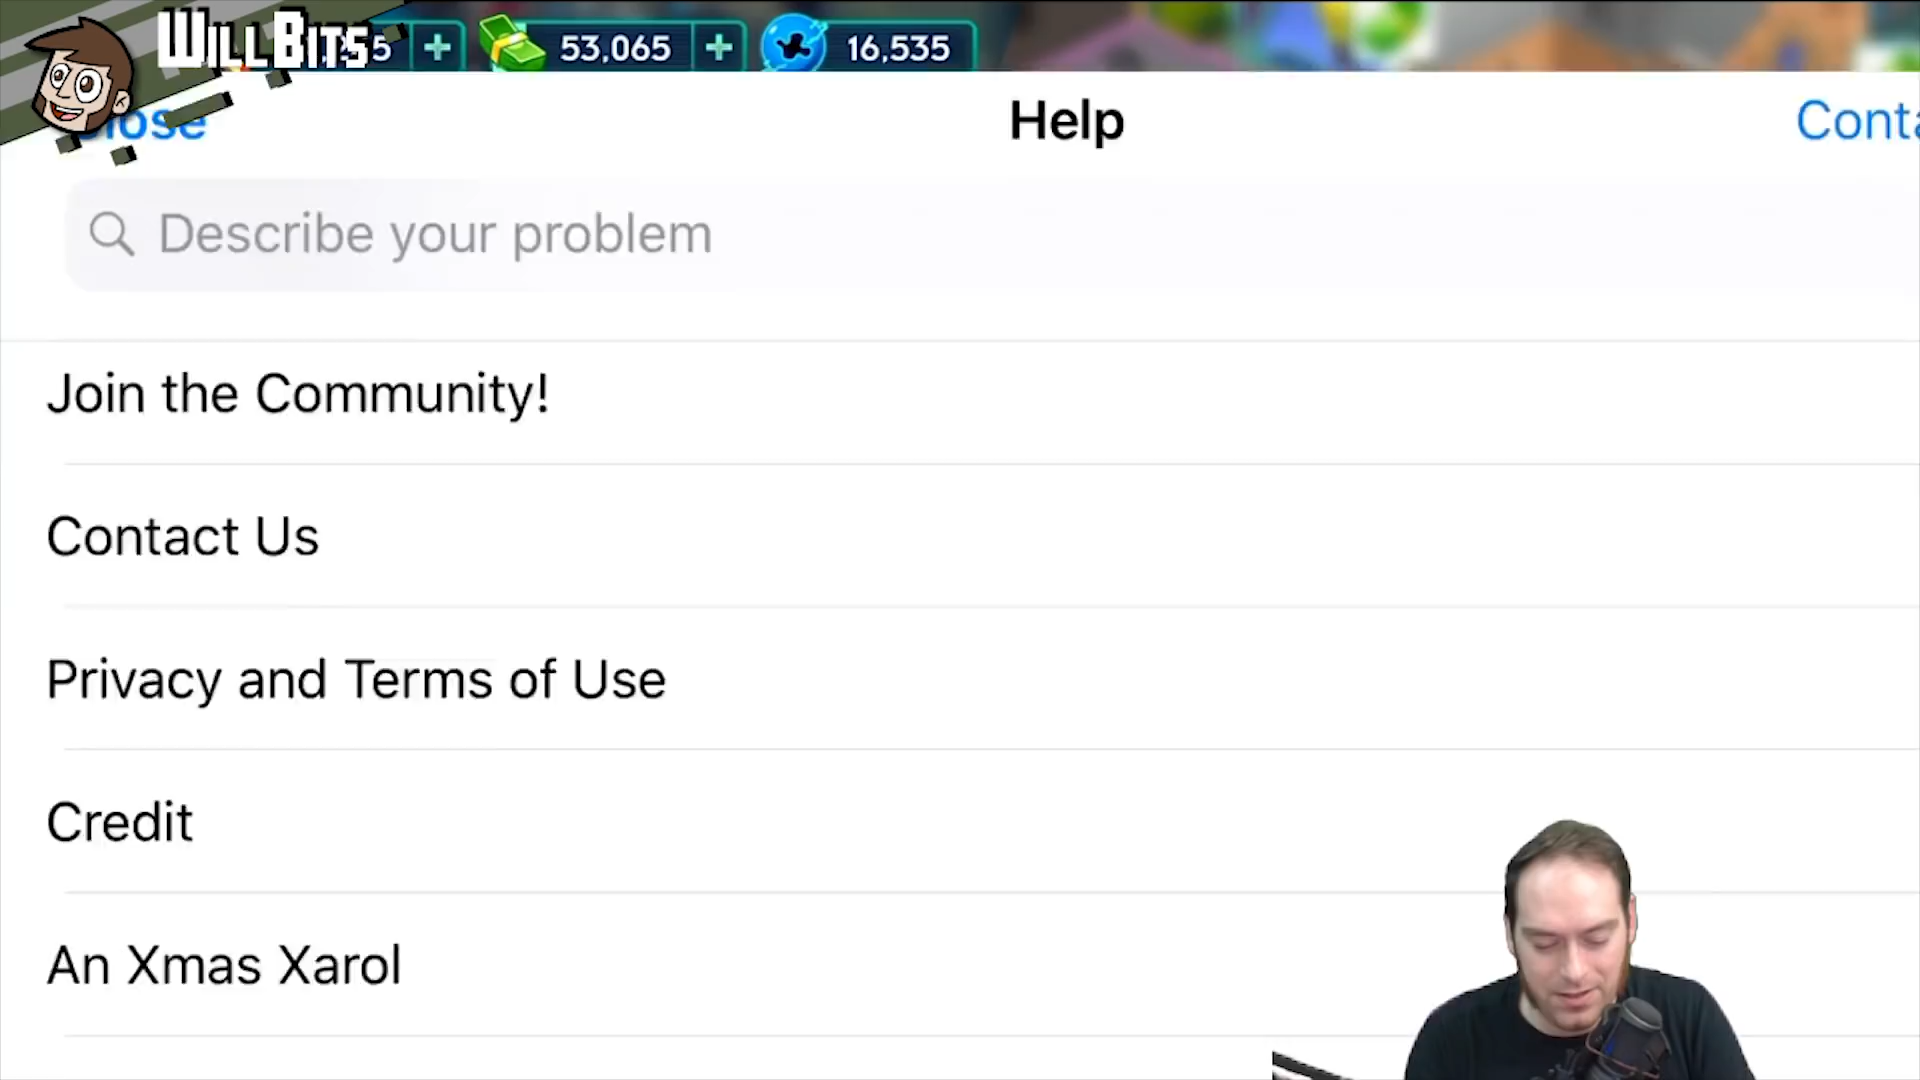 WILLBITS
53,065
16,535
Help
Describe your problem
Join the Community!
Contact Us
Privacy and Terms of Use
Credit
An Xmas Xarol